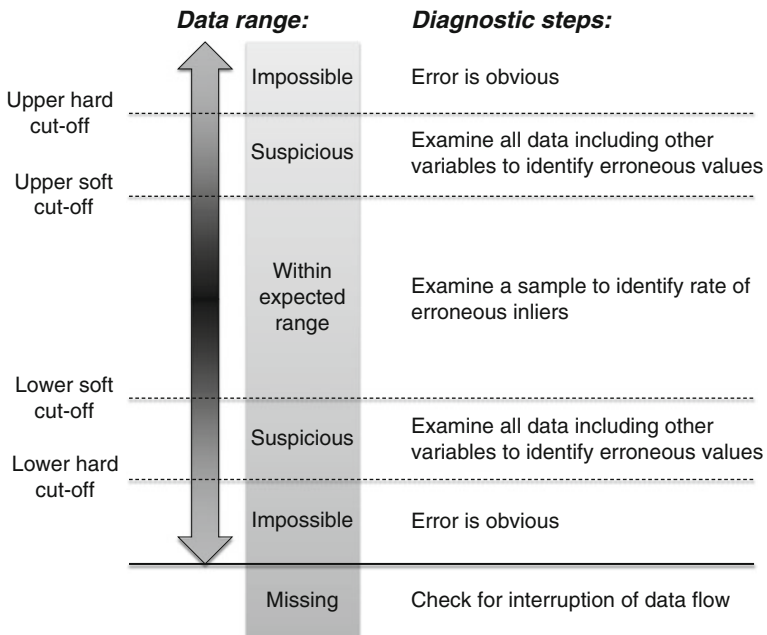 Data range:
Diagnostic steps:
Impossible
Error is obvious
Upper hard
cut-off
Suspicious
Examine all data including other
variables to identify erroneous values
Upper soft
cut-off
Within
expected
range
Examine a sample to identify rate of
erroneous inliers
Lower soft
cut-off
Suspicious
Examine all data including other
variables to identify erroneous values
Lower hard
cut-off
Impossible
Error is obvious
Missing
Check for interruption of data flow